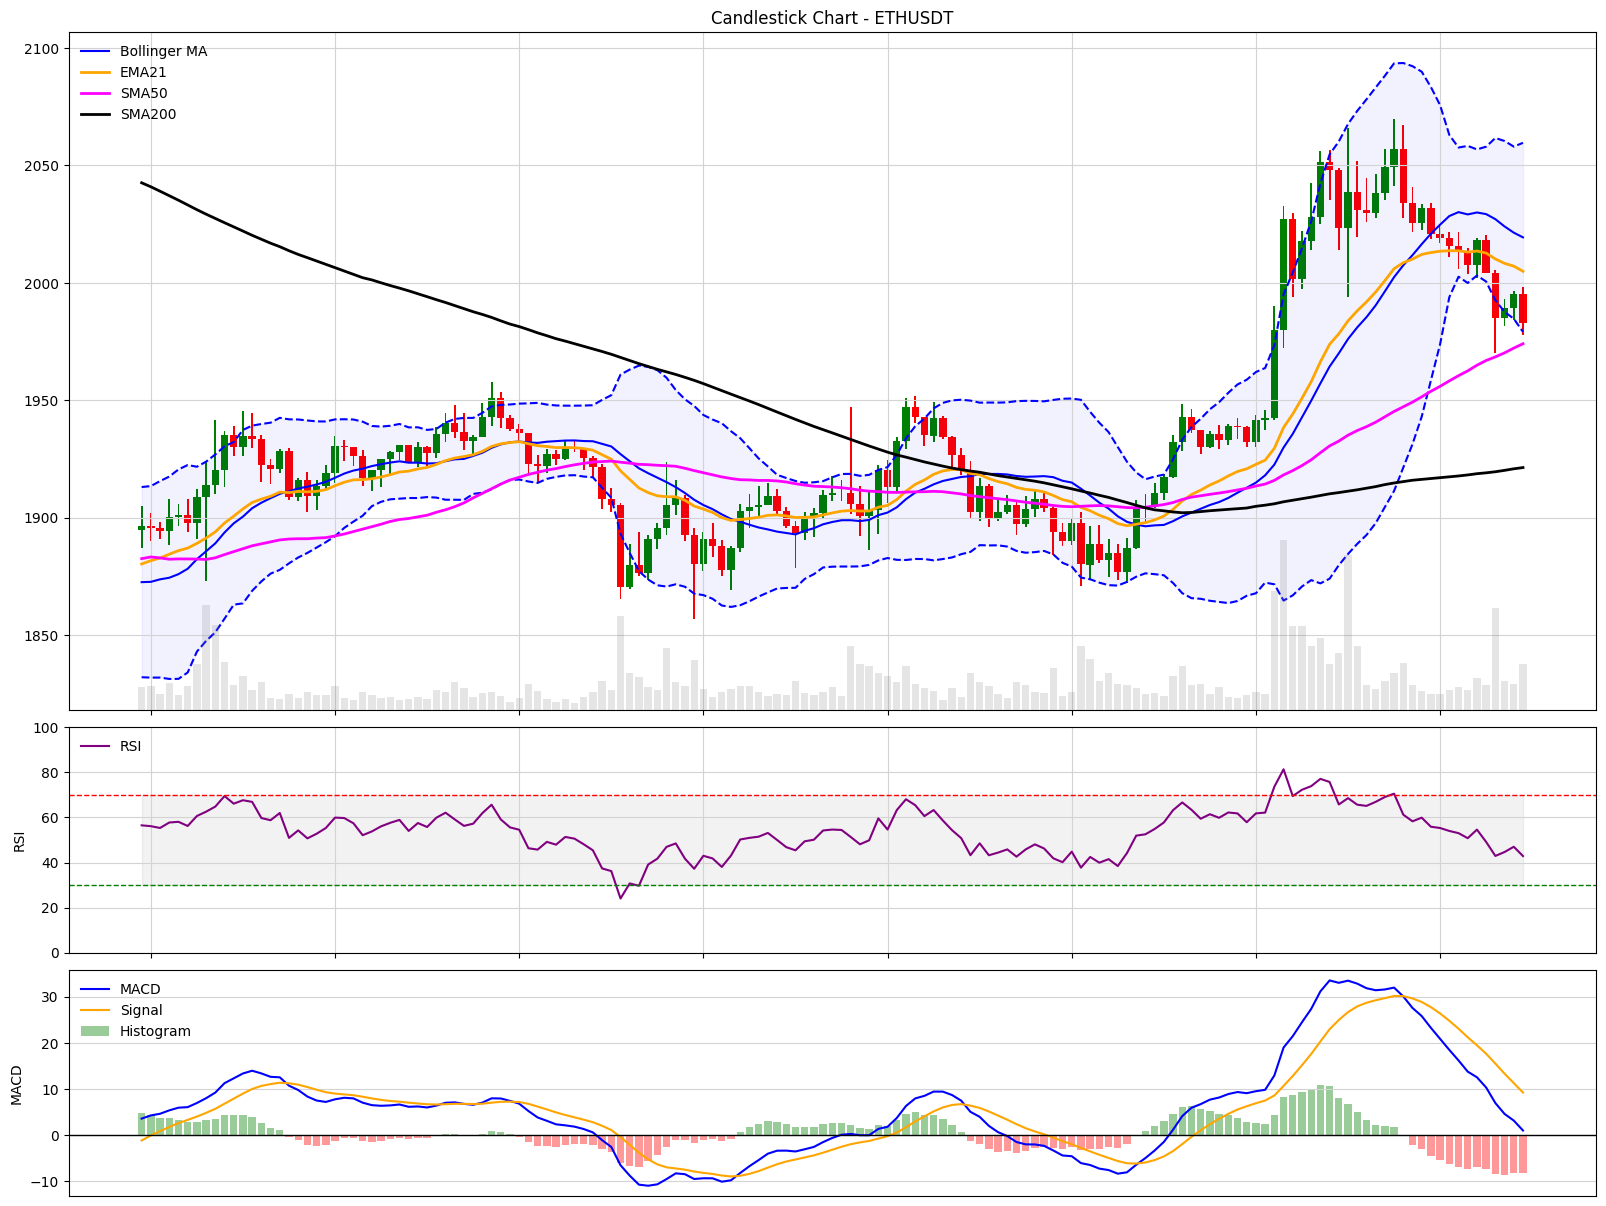 Candlestick Chart - ETHUSDT
2100
2050
2000
1950
1900
1850
Bollinger MA
EMA21
SMA50
SMA200
100
80
60
40
20
0
RSI
RSI
30
20
10
0
−10
MACD
MACD
Signal
Histogram